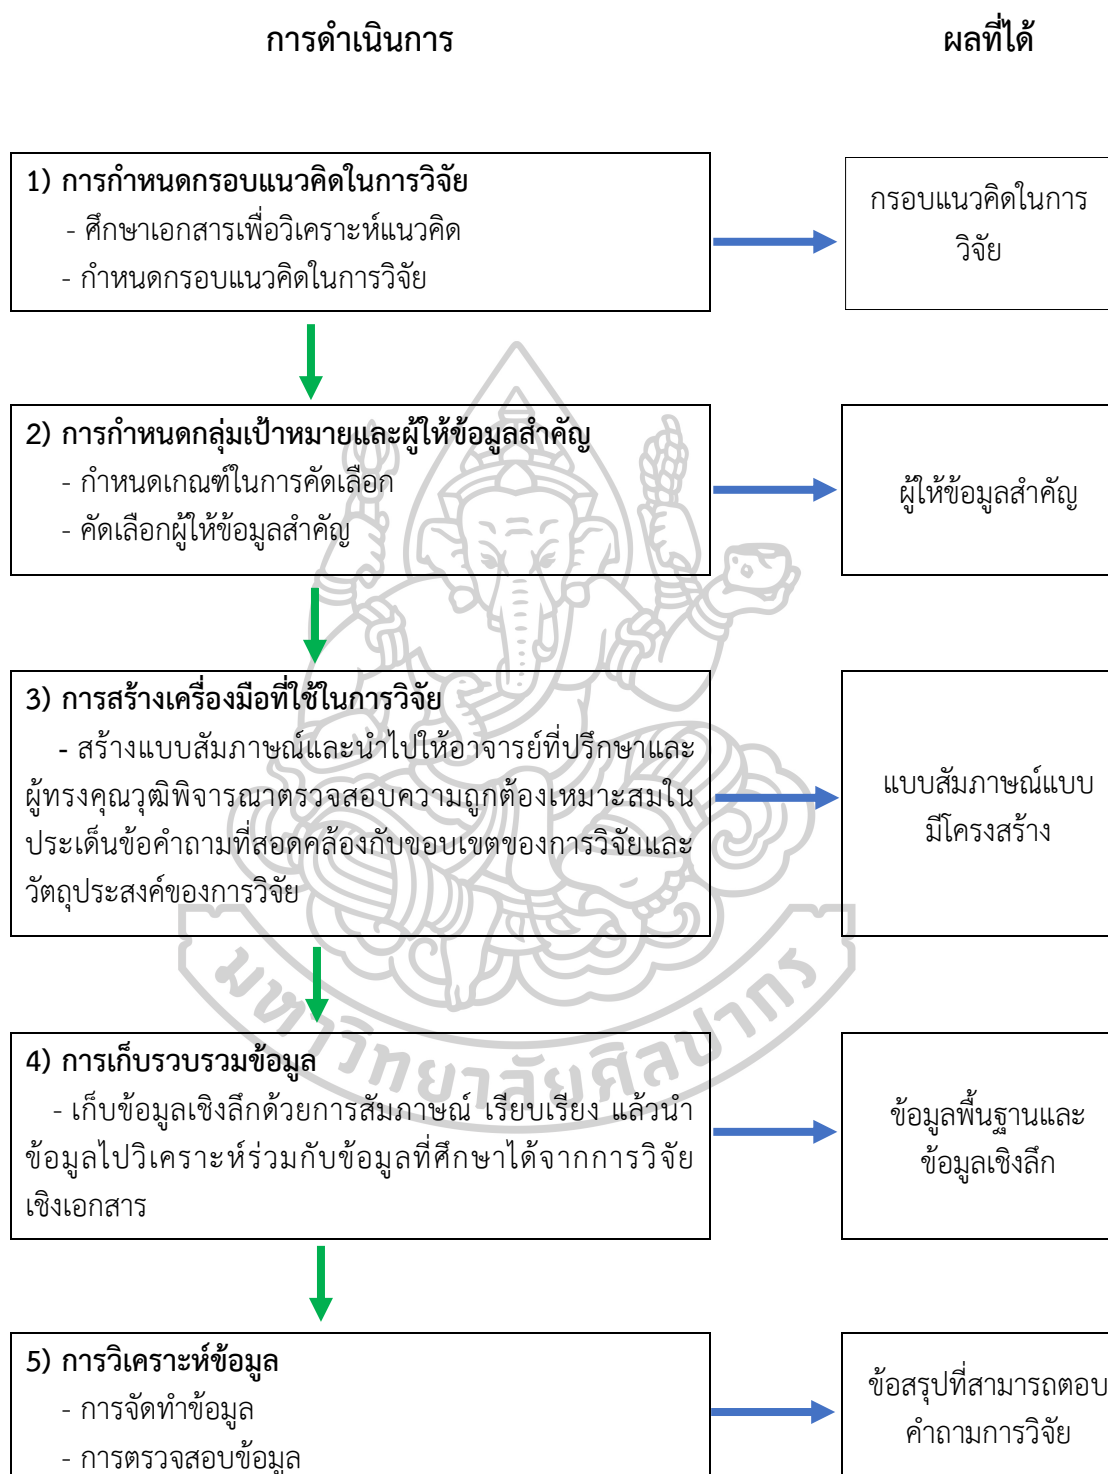 การดำเนินการ
ผลที่ได้
1) การกำหนดกรอบแนวคิดในการวิจัย
- ศึกษาเอกสารเพื่อวิเคราะห์แนวคิด
- กำหนดกรอบแนวคิดในการวิจัย
กรอบแนวคิดในการ
วิจัย
2) การกำหนดกลุ่มเป้าหมายและผู้ให้ข้อมูลสำคัญ
- กำหนดเกณฑ์ในการคัดเลือก
- คัดเลือกผู้ให้ข้อมูลสำคัญ
ผู้ให้ข้อมูลสำคัญ
3) การสร้างเครื่องมือที่ใช้ในการวิจัย
- สร้างแบบสัมภาษณ์และนำไปให้อาจารย์ที่ปรึกษาและ
ผู้ทรงคุณวุฒิพิจารณาตรวจสอบความถูกต้องเหมาะสมใน
ประเด็นข้อคำถามที่สอดคล้องกับขอบเขตของการวิจัยและ
วัตถุประสงค์ของการวิจัย
แบบสัมภาษณ์แบบ
มีโครงสร้าง
4) การเก็บรวบรวมข้อมูล
- เก็บข้อมูลเชิงลึกด้วยการสัมภาษณ์ เรียบเรียง แล้วนำ
ข้อมูลไปวิเคราะห์ร่วมกับข้อมูลที่ศึกษาได้จากการวิจัย
เชิงเอกสาร
ข้อมูลพื้นฐานและ
ข้อมูลเชิงลึก
5) การวิเคราะห์ข้อมูล
- การจัดทำข้อมูล
- การตรวจสอบข้อมูล
ข้อสรุปที่สามารถตอบ
คำถามการวิจัย
มหาวิทยาลัยศิลปากร